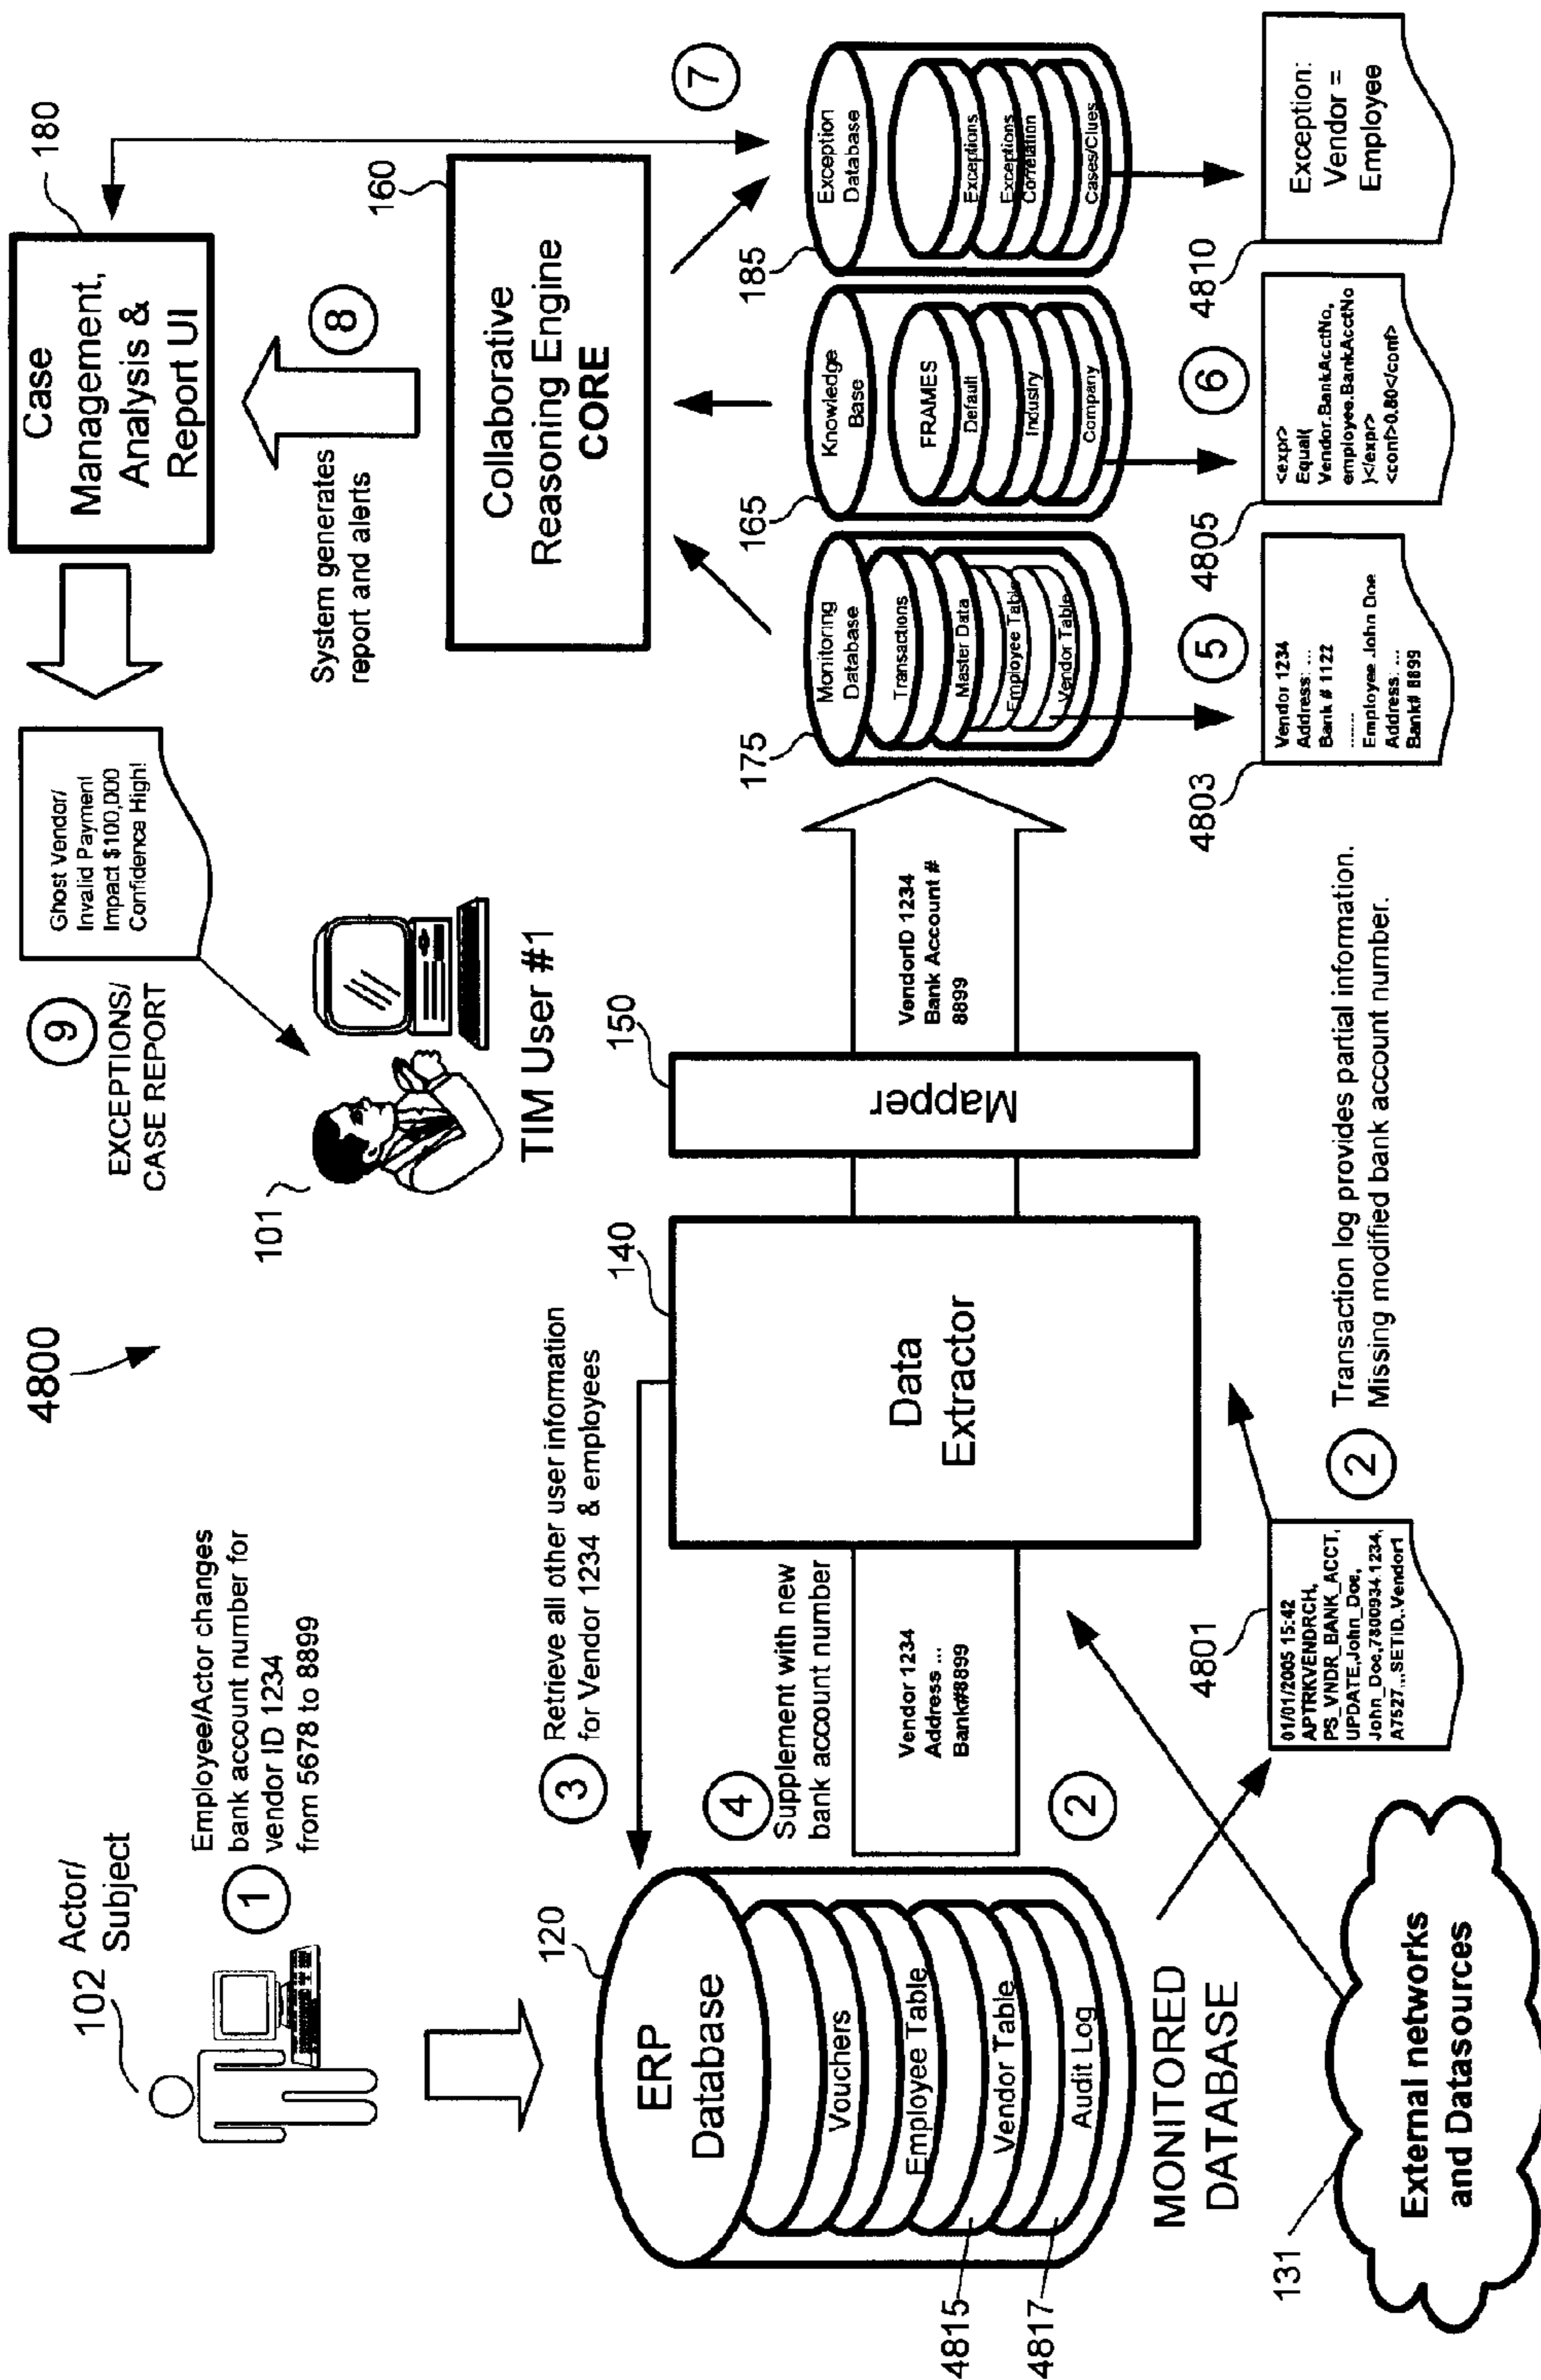 4800
102 Actor/
Subject
1
Employee/Actor changes
bank account number for
vendor ID 1234
from 5678 to 8899
120
ERP
Database
Vouchers
Employee Table
Vendor Table
Audit Log
4815
4817
MONITORED
DATABASE
131
External networks
and Datasources
3
Retrieve all other user information
for Vendor 1234 & employees
4
Supplement with new
bank account number
Vendor 1234
Address ...
Bank#8899
2
4801
01/01/2005 15:42
APTRKVENDRCH,
PS_VNDR_BANK_ACCT,
UPDATE,John_Doe,
John_Doe,7800934,1234,
A7527,,,SETID,,Vendor1
2
Transaction log provides partial information.
Missing modified bank account number.
140
Data
Extractor
150
Mapper
VendorID 1234
Bank Account #
8899
101
TIM User #1
9
EXCEPTIONS/
CASE REPORT
Ghost Vendor/
Invalid Payment
Impact $100,000
Confidence High!
180
Case
Management,
Analysis &
Report UI
8
System generates
report and alerts
160
Collaborative
Reasoning Engine
CORE
7
175
Monitoring
Database
Transactions
Master Data
Employee Table
Vendor Table
165
Knowledge
Base
FRAMES
Default
Industry
Company
185
Exception
Database
Exceptions
Exceptions
Correlation
Cases/Clues
5
4803
Vendor 1234
Address: ...
Bank # 1122
......
Employee John Doe
Address: ...
Bank# 8899
6
4805
<expr>
Equal(
Vendor.BankAcctNo,
employee.BankAcctNo
)</expr>
<conf>0.80</conf>
4810
Exception:
Vendor =
Employee